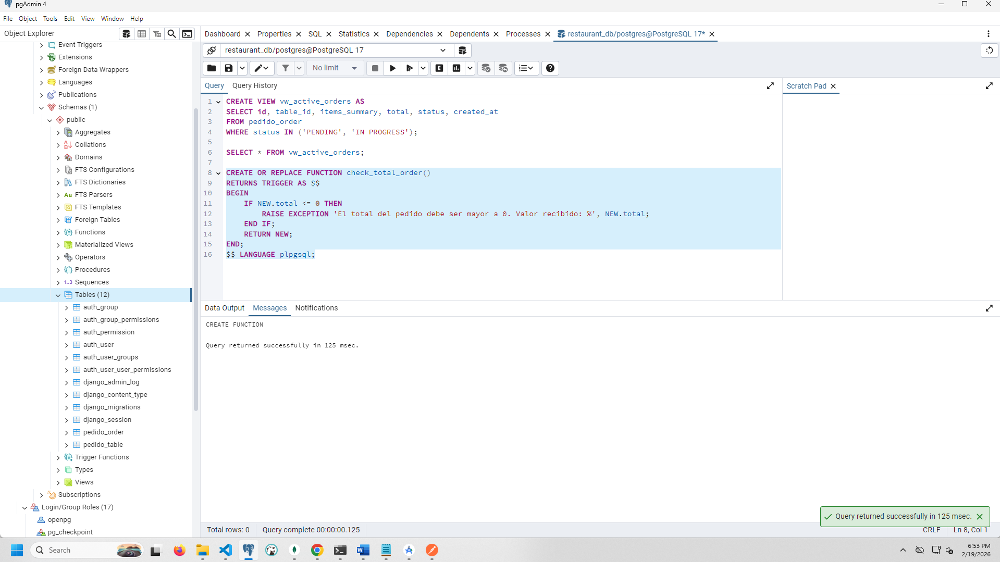 pgAdmin 4
File Object Tools Edit View Window Help
Object Explorer
Event Triggers
Extensions
Foreign Data Wrappers
Languages
Publications
Schemas (1)
public
Aggregates
Collations
Domains
FTS Configurations
FTS Dictionaries
Aa FTS Parsers
FTS Templates
Foreign Tables
Functions
Materialized Views
Operators
Procedures
1..3 Sequences
Tables (12)
auth_group
auth_group_permissions
auth_permission
auth_user
auth_user_groups
auth_user_user_permissions
django_admin_log
django_content_type
django_migrations
django_session
pedido_order
pedido_table
Trigger Functions
Types
Views
Subscriptions
Login/Group Roles (17)
openpg
pg_checkpoint
Dashboard Properties SQL Statistics Dependencies Dependents Processes restaurant_db/postgres@PostgreSQL 17*
restaurant_db/postgres@PostgreSQL 17
No limit
E
Query Query History
1 CREATE VIEW vw_active_orders AS
2 SELECT id, table_id, items_summary, total, status, created_at
3 FROM pedido_order
4 WHERE status IN ('PENDING', 'IN PROGRESS');
5
6 SELECT * FROM vw_active_orders;
7
8 CREATE OR REPLACE FUNCTION check_total_order()
9 RETURNS TRIGGER AS $$
10 BEGIN
11 IF NEW.total <= 0 THEN
12 RAISE EXCEPTION 'El total del pedido debe ser mayor a 0. Valor recibido: %', NEW.total;
13 END IF;
14 RETURN NEW;
15 END;
16 $$ LANGUAGE plpgsql;
Scratch Pad
Data Output Messages Notifications
CREATE FUNCTION
Query returned successfully in 125 msec.
Query returned successfully in 125 msec.
Total rows: 0 Query complete 00:00:00.125 CRLF Ln 8, Col 1
Search
6:53 PM
2/19/2026